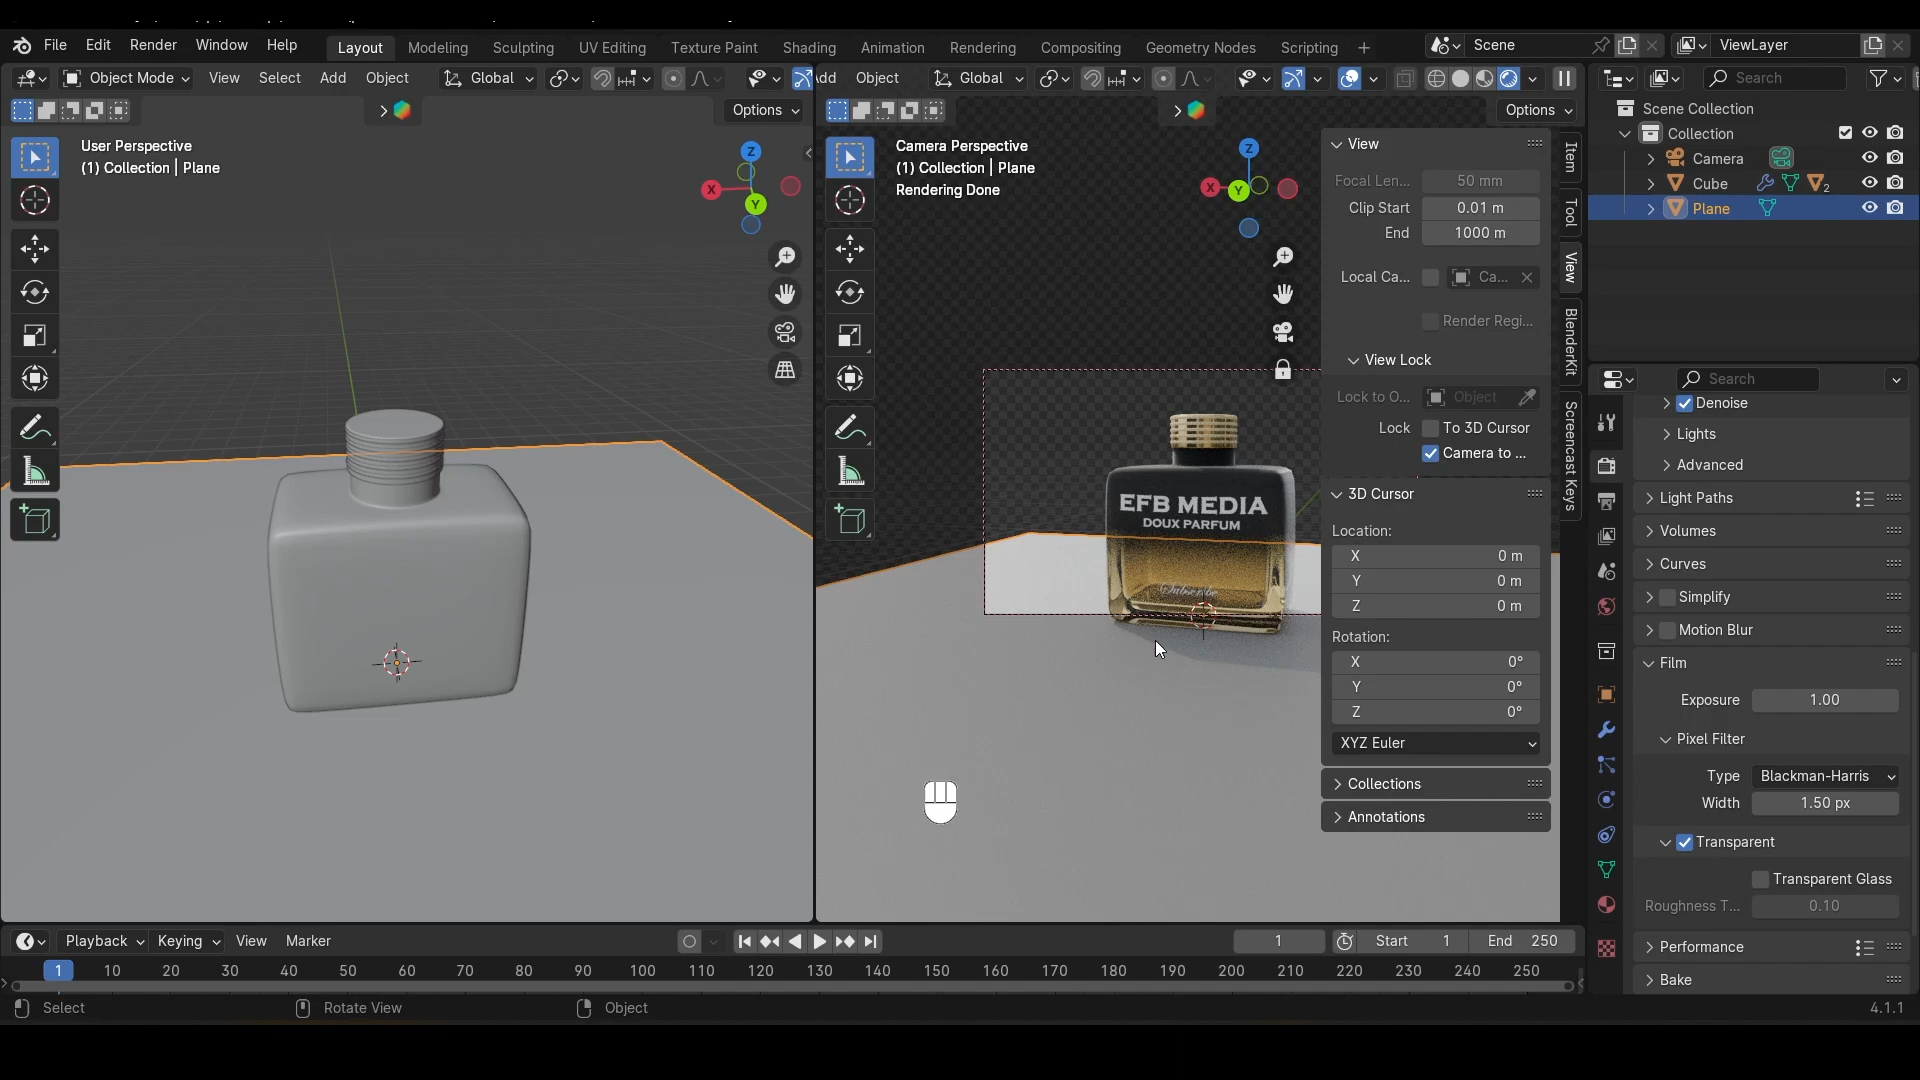 File Edit Render Window Help Layout Modeling Sculpting UV Editing Texture Paint Shading Animation Rendering Compositing Geometry Nodes Scripting + Scene ViewLayer
Object Mode View Select Add Object Global
Add Object Global
Search
Options
Options
User Perspective
(1) Collection | Plane
Z
X
Y
Camera Perspective
(1) Collection | Plane
Rendering Done
Z
X
Y
EFB MEDIA
DOUX PARFUM
Subscribe
View
Focal Len... 50 mm
Clip Start 0.01 m
End 1000 m
Local Ca... Ca...
Render Regi...
View Lock
Lock to O... Object
Lock To 3D Cursor
Camera to ...
3D Cursor
Location:
X 0 m
Y 0 m
Z 0 m
Rotation:
X 0°
Y 0°
Z 0°
XYZ Euler
Collections
Annotations
Item
Tool
View
BlenderKit
Screencast Keys
Scene Collection
Collection
Camera
Cube 2
Plane
Search
Denoise
Lights
Advanced
Light Paths
Volumes
Curves
Simplify
Motion Blur
Film
Exposure 1.00
Pixel Filter
Type Blackman-Harris
Width 1.50 px
Transparent
Transparent Glass
Roughness T... 0.10
Performance
Bake
Playback Keying View Marker 1 Start 1 End 250
1 10 20 30 40 50 60 70 80 90 100 110 120 130 140 150 160 170 180 190 200 210 220 230 240 250
Select Rotate View Object 4.1.1